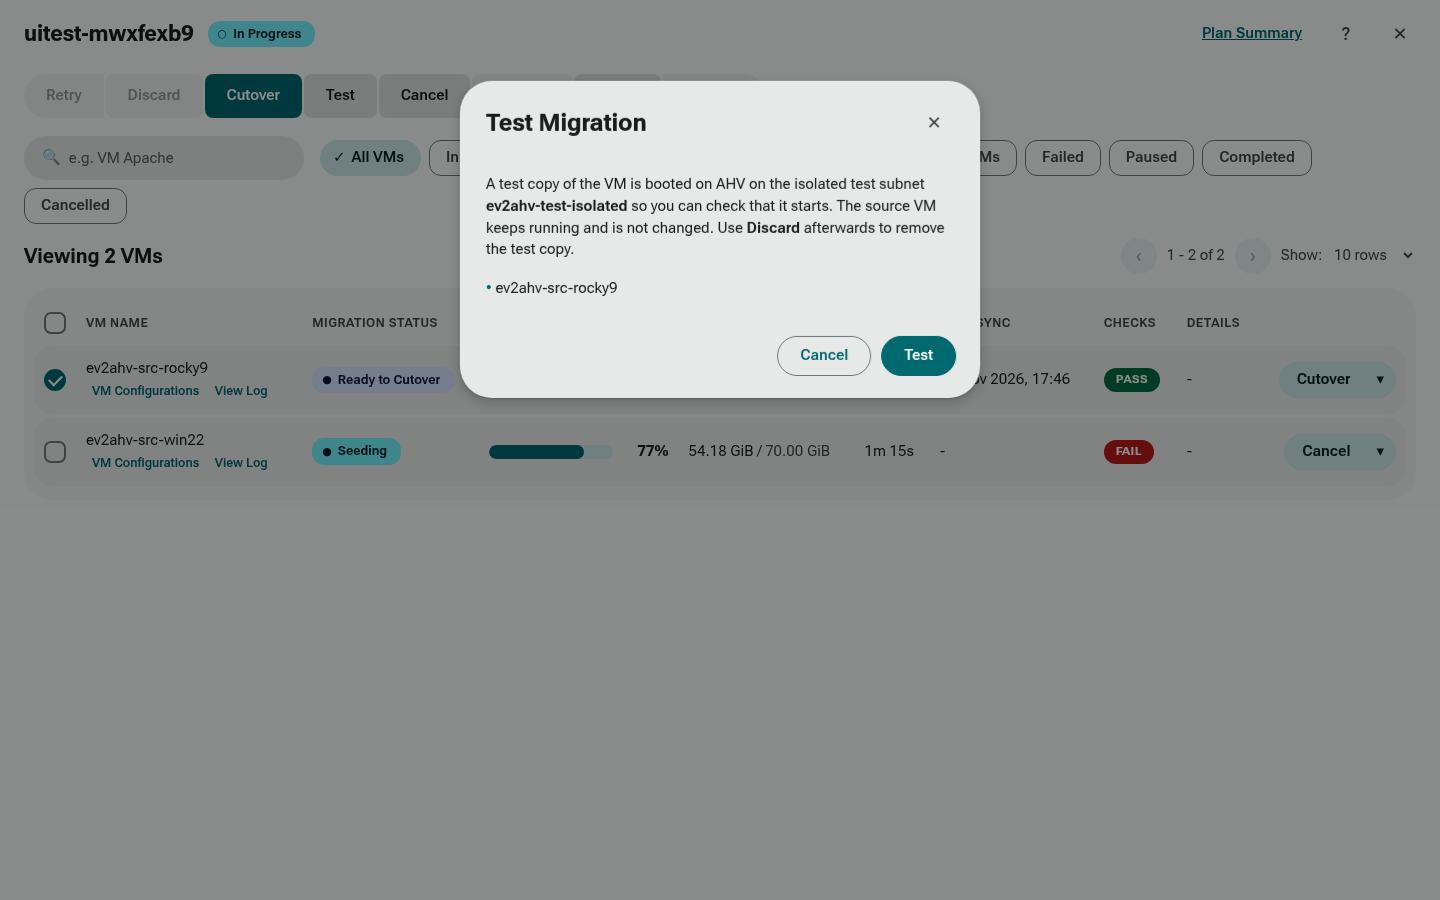 uitest-mwxfexb9 In Progress Plan Summary ? ✕
Retry Discard Cutover Test Cancel
Test Migration ✕
e.g. VM Apache ✓ All VMs In Ms Failed Paused Completed
Cancelled
A test copy of the VM is booted on AHV on the isolated test subnet
ev2ahv-test-isolated so you can check that it starts. The source VM
keeps running and is not changed. Use Discard afterwards to remove
the test copy.
• ev2ahv-src-rocky9
Cancel Test
Viewing 2 VMs ‹ 1 - 2 of 2 › Show: 10 rows
VM NAME MIGRATION STATUS SYNC CHECKS DETAILS
ev2ahv-src-rocky9
VM Configurations View Log
Ready to Cutover 2026, 17:46 PASS - Cutover ▾
ev2ahv-src-win22
VM Configurations View Log
Seeding 77% 54.18 GiB / 70.00 GiB 1m 15s - FAIL - Cancel ▾